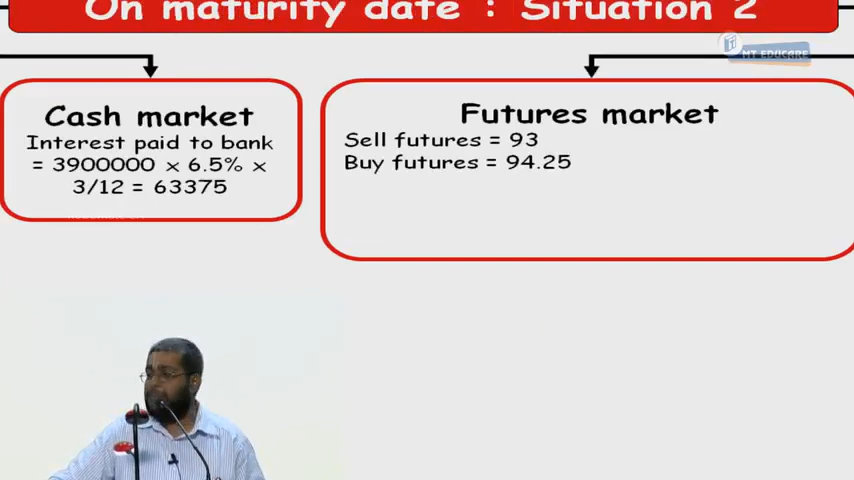 On maturity date : Situation 2
MT EDUCARE
Cash market
Interest paid to bank
= 3900000 x 6.5% x
3/12 = 63375
Futures market
Sell futures = 93
Buy futures = 94.25